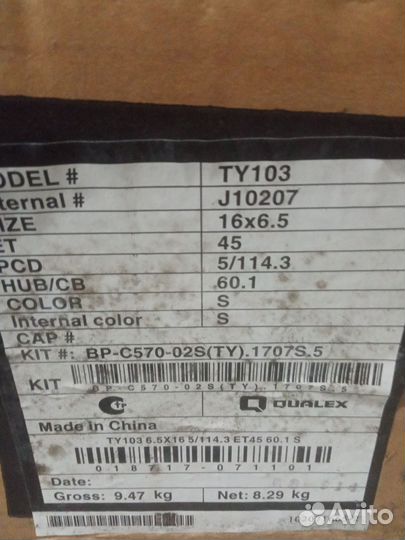 ODEL # TY103
ternal # J10207
IZE 16x6.5
ET 45
PCD 5/114.3
HUB/CB 60.1
COLOR S
Internal color S
CAP #
KIT #: BP-C570-02S(TY).1707S.5
KIT
BP-C570-02S(TY).1707S.5
QUALEX
Made in China
TY103 6.5X16 5/114.3 ET45 60.1 S
018717-071101
Date:
Gross: 9.47 kg Net: 8.29 kg
Avito